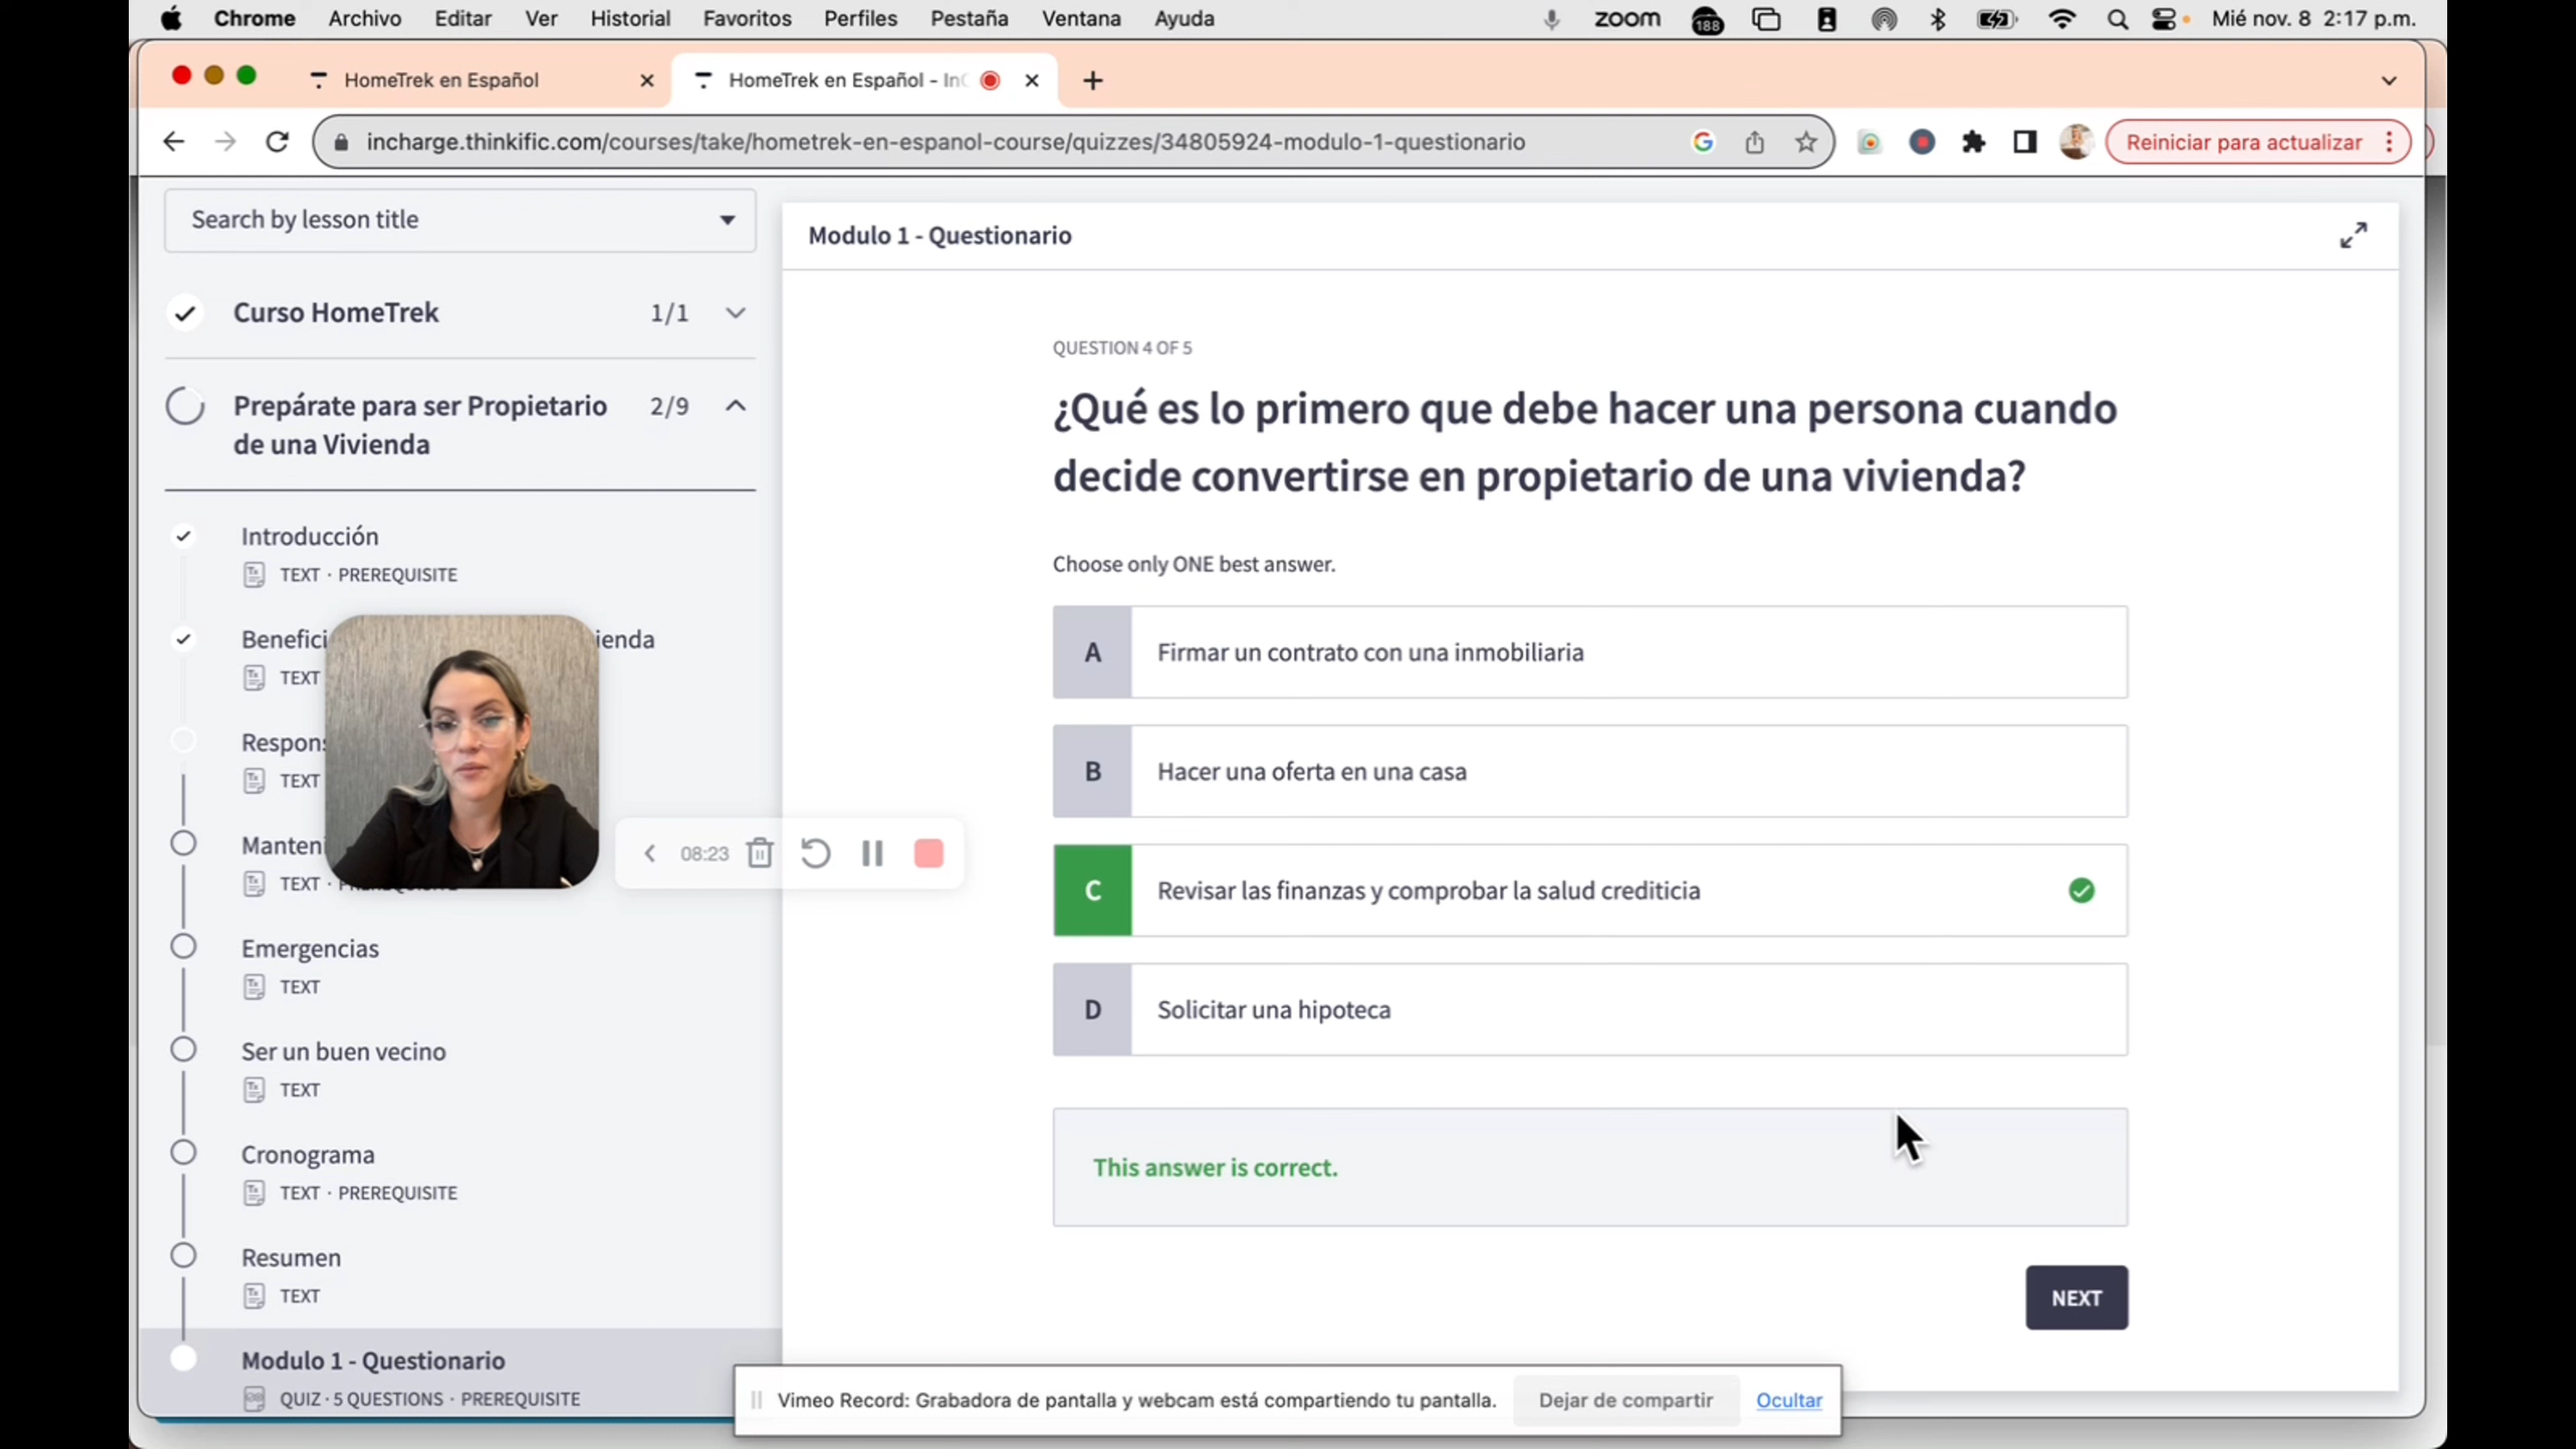 Chrome Archivo Editar Ver Historial Favoritos Perfiles Pestaña Ventana Ayuda zoom 188 Mié nov. 8 2:17 p.m.
HomeTrek en Español
HomeTrek en Español - In
incharge.thinkific.com/courses/take/hometrek-en-espanol-course/quizzes/34805924-modulo-1-questionario
Reiniciar para actualizar
Search by lesson title
Curso HomeTrek 1/1
Prepárate para ser Propietario 2/9
de una Vivienda
Introducción
TEXT · PREREQUISITE
Benefici ienda
TEXT
Respons
TEXT
Manteni
TEXT ·
Emergencias
TEXT
Ser un buen vecino
TEXT
Cronograma
TEXT · PREREQUISITE
Resumen
TEXT
Modulo 1 - Questionario
QUIZ · 5 QUESTIONS · PREREQUISITE
08:23
Modulo 1 - Questionario
QUESTION 4 OF 5
¿Qué es lo primero que debe hacer una persona cuando
decide convertirse en propietario de una vivienda?
Choose only ONE best answer.
A Firmar un contrato con una inmobiliaria
B Hacer una oferta en una casa
C Revisar las finanzas y comprobar la salud crediticia
D Solicitar una hipoteca
This answer is correct.
NEXT
Vimeo Record: Grabadora de pantalla y webcam está compartiendo tu pantalla. Dejar de compartir Ocultar